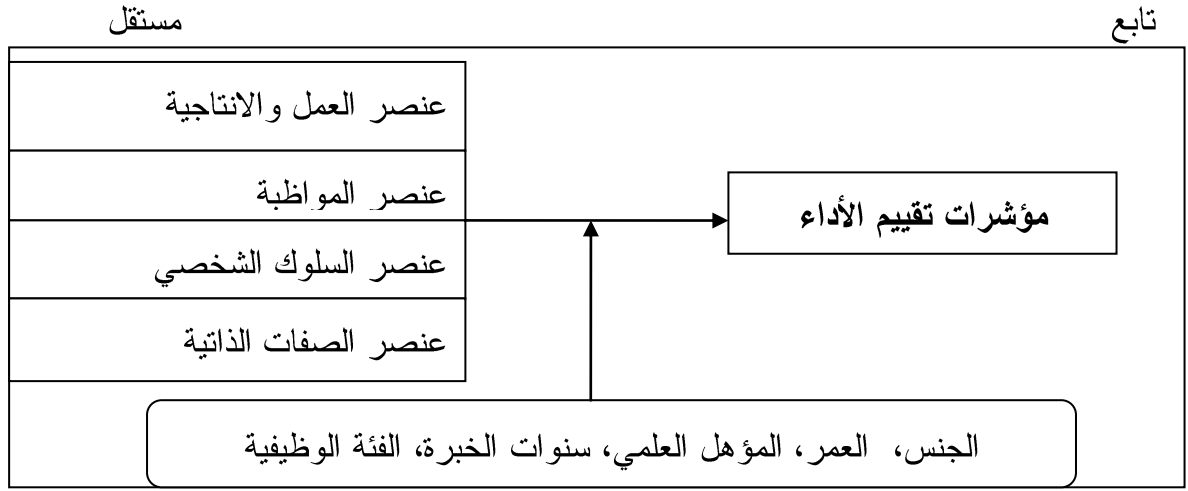 تابع
مستقل
عنصر العمل والانتاجية
عنصر المواظبة
مؤشرات تقييم الأداء
عنصر السلوك الشخصي
عنصر الصفات الذاتية
الجنس، العمر، المؤهل العلمي، سنوات الخبرة، الفئة الوظيفية